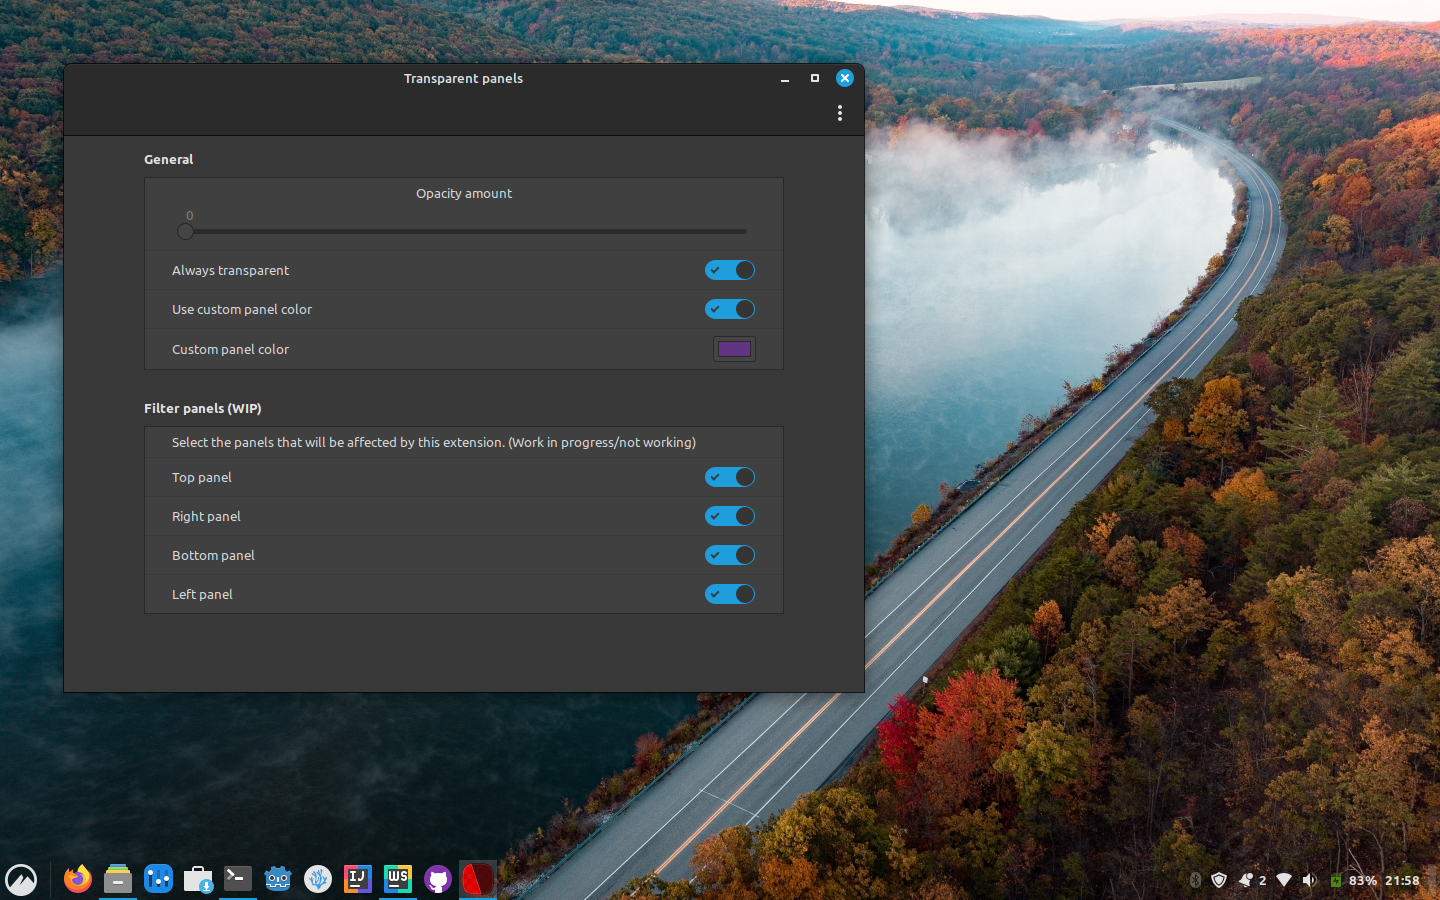 Transparent panels
General
Opacity amount
0
Always transparent
Use custom panel color
Custom panel color
Filter panels (WIP)
Select the panels that will be affected by this extension. (Work in progress/not working)
Top panel
Right panel
Bottom panel
Left panel
IJ
WS
2
83%
21:58